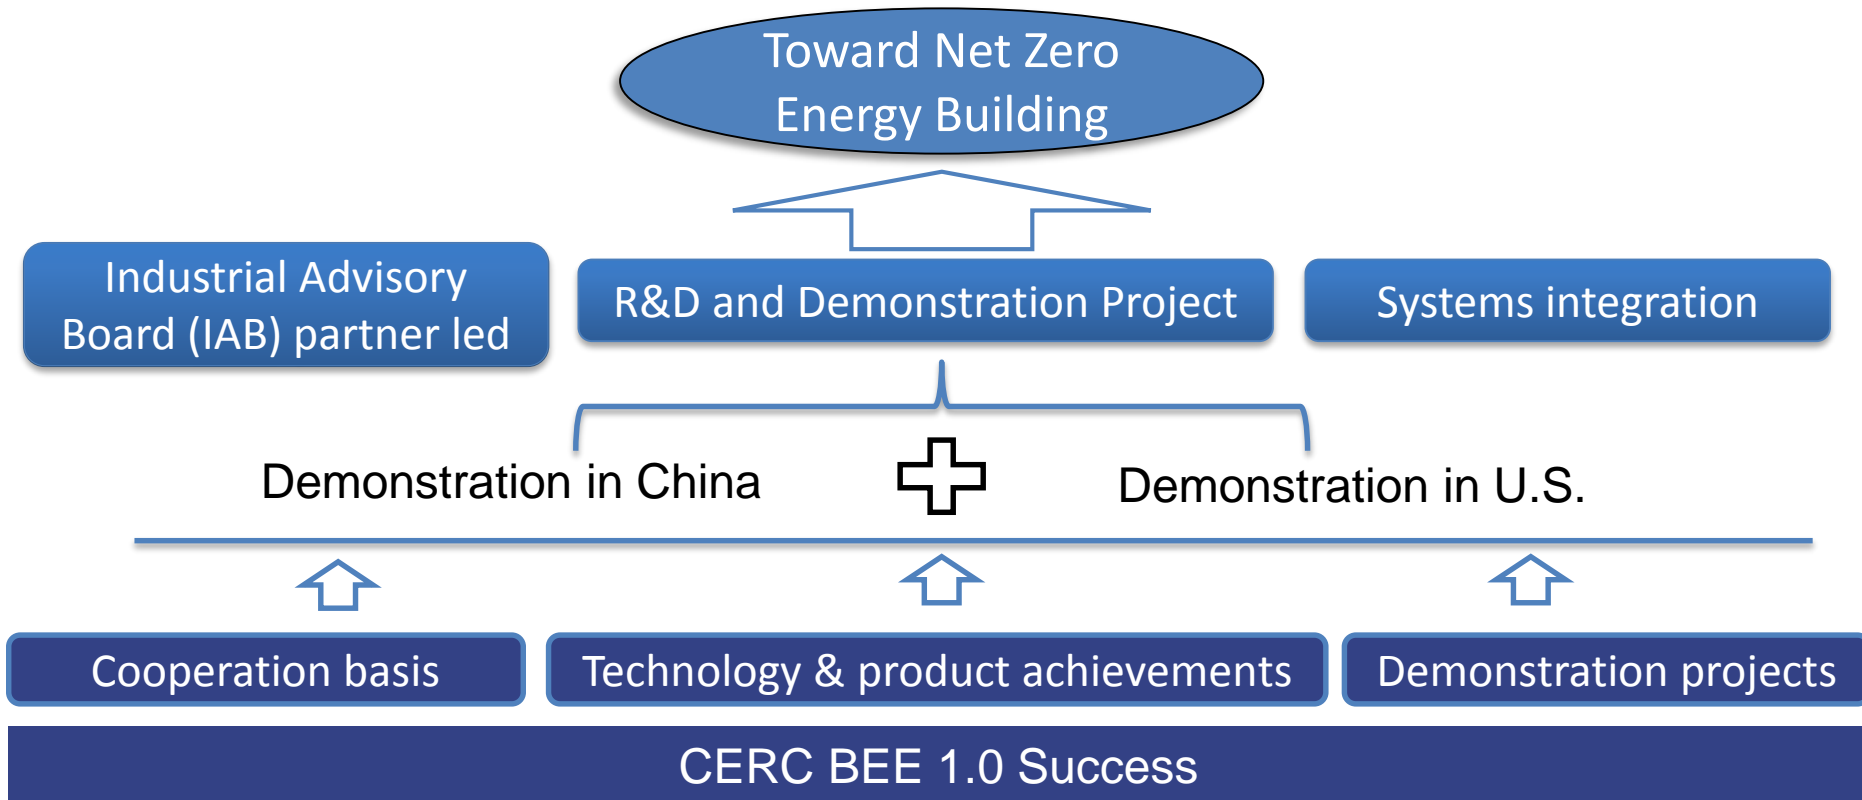 Toward Net Zero
Energy Building
Industrial Advisory
Board (IAB) partner led
R&D and Demonstration Project
Systems integration
Demonstration in China
Demonstration in U.S.
Cooperation basis
Technology & product achievements
Demonstration projects
CERC BEE 1.0 Success